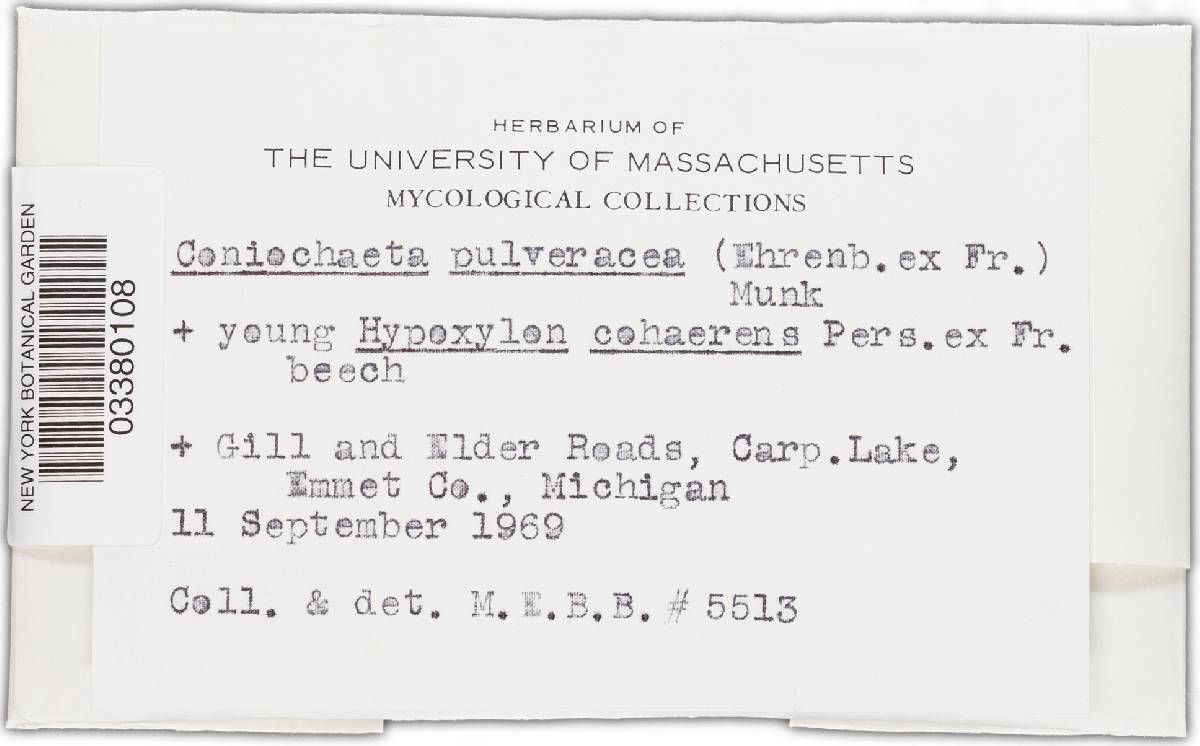 HERBARIUM OF
THE UNIVERSITY OF MASSACHUSETTS
MYCOLOGICAL COLLECTIONS
Coniochaeta pulveracea (Ehrenb.ex Fr.)
Munk
+ young Hypoxylon cohaerens Pers.ex Fr.
beech
+ Gill and Elder Roads, Carp.Lake,
Emmet Co., Michigan
11 September 1969
Coll. & det. M.E.B.B. # 5513
NEW YORK BOTANICAL GARDEN
03380108